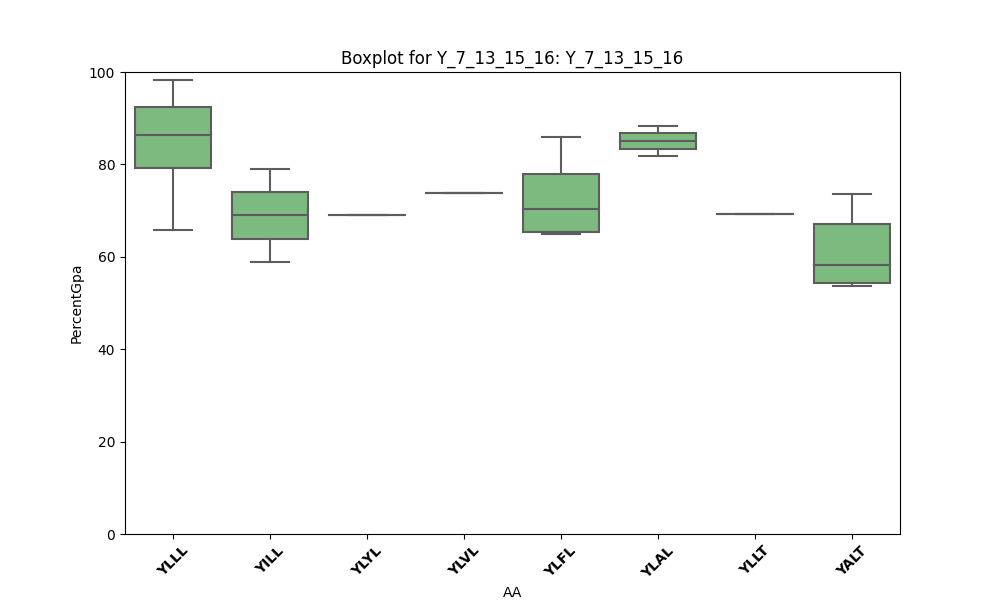 Boxplot for Y_7_13_15_16: Y_7_13_15_16
100
80
60
40
20
0
PercentGpa
YLLL
YILL
YLYL
YLVL
YLFL
YLAL
YLLT
YALT
AA